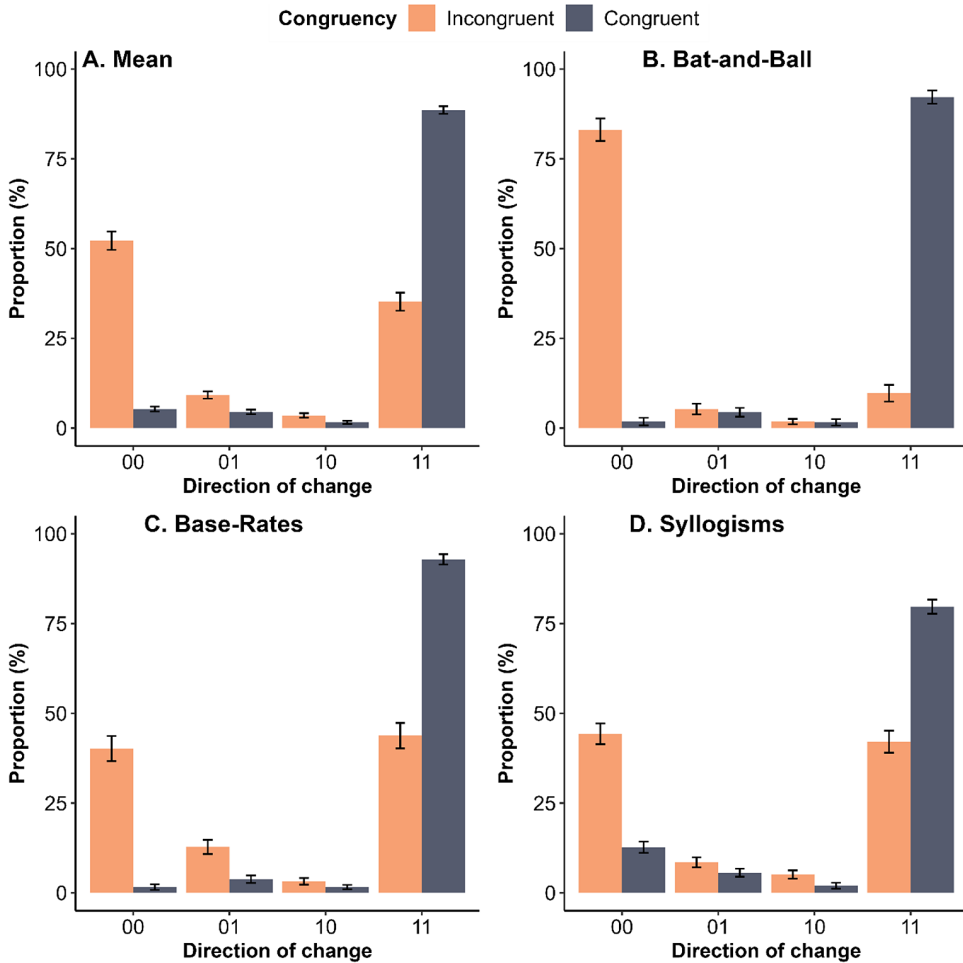 Congruency Incongruent Congruent
A. Mean
100
75
50
25
0
Proportion (%)
00 01 10 11
Direction of change
B. Bat-and-Ball
100
75
50
25
0
Proportion (%)
00 01 10 11
Direction of change
C. Base-Rates
100
75
50
25
0
Proportion (%)
00 01 10 11
Direction of change
D. Syllogisms
100
75
50
25
0
Proportion (%)
00 01 10 11
Direction of change